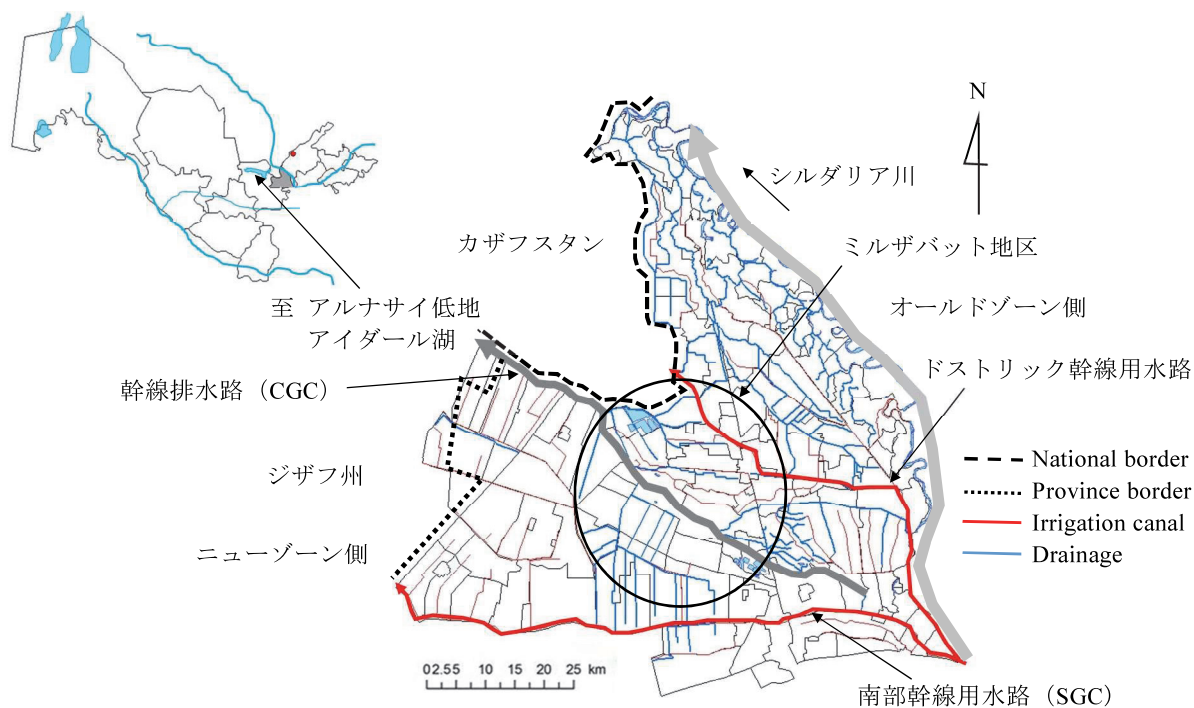 N
シルダリア川
カザフスタン
ミルザバット地区
至 アルナサイ低地
アイダール湖
オールドゾーン側
ドストリック幹線用水路
幹線排水路（CGC）
ジザフ州
ニューゾーン側
National border
Province border
Irrigation canal
Drainage
02.55 10 15 20 25 km
南部幹線用水路（SGC）